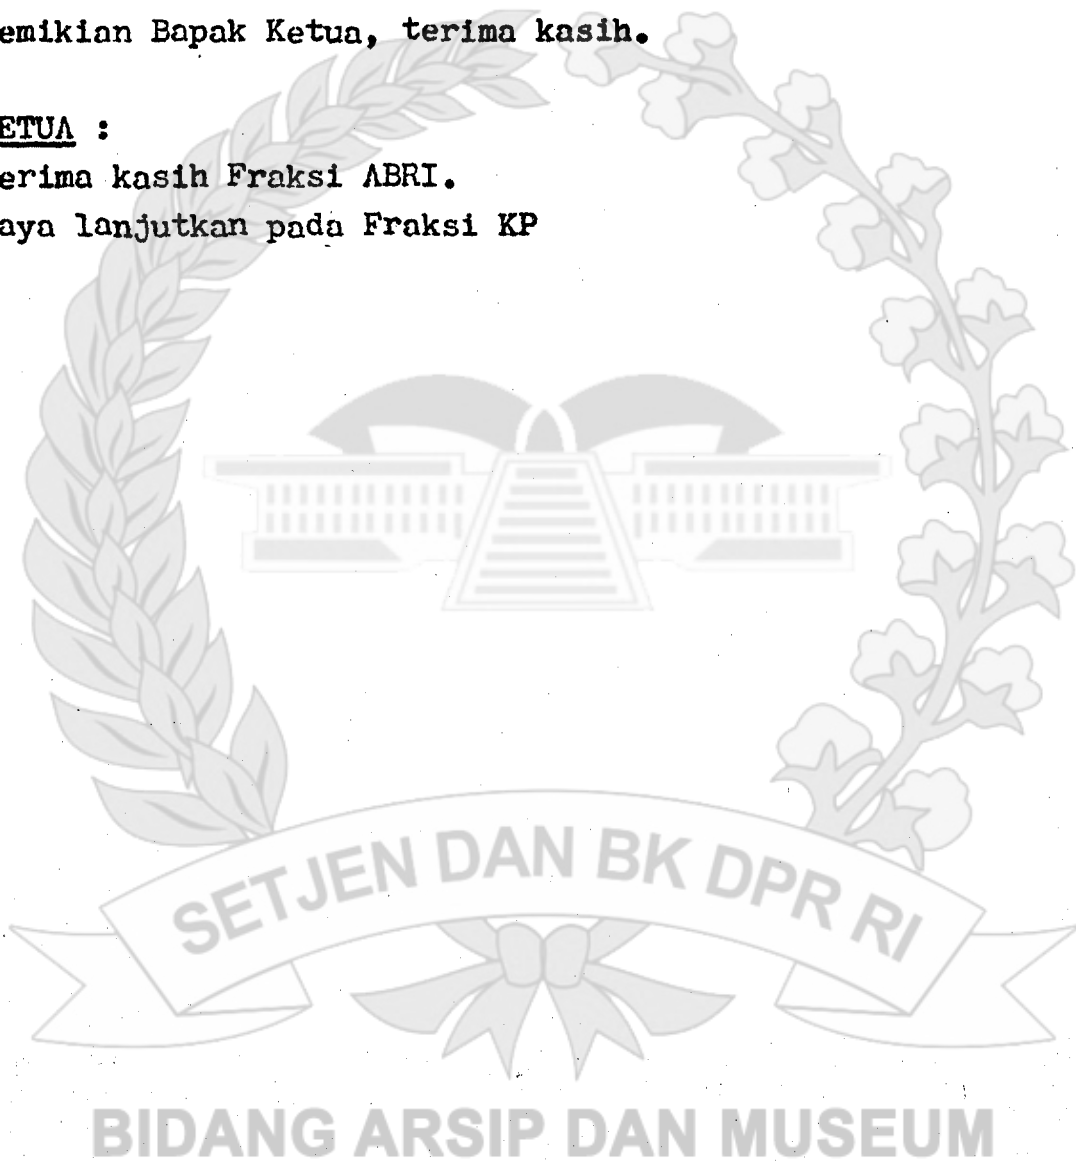 emikian Bapak Ketua, terima kasih.
ETUA :
erima kasih Fraksi ABRI.
aya lanjutkan pada Fraksi KP
SETJEN DAN BK DPR RI
BIDANG ARSIP DAN MUSEUM